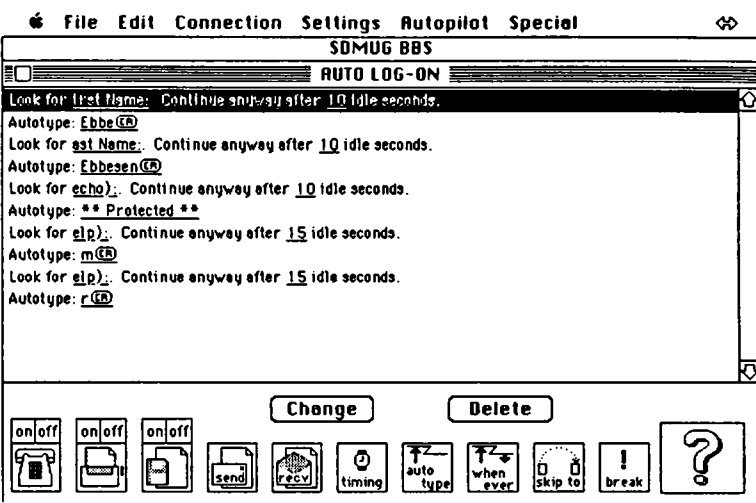 File Edit Connection Settings Autopilot Special
SDMUG BBS
AUTO LOG-ON
Look for irst Name:. Continue anyway after 10 idle seconds.
Autotype: Ebbe CR
Look for ast Name:. Continue anyway after 10 idle seconds.
Autotype: Ebbesen CR
Look for echo):. Continue anyway after 10 idle seconds.
Autotype: ** Protected **
Look for elp):. Continue anyway after 15 idle seconds.
Autotype: m CR
Look for elp):. Continue anyway after 15 idle seconds.
Autotype: r CR
Change Delete
on off on off on off
send recv timing auto type when ever skip to ! break ?